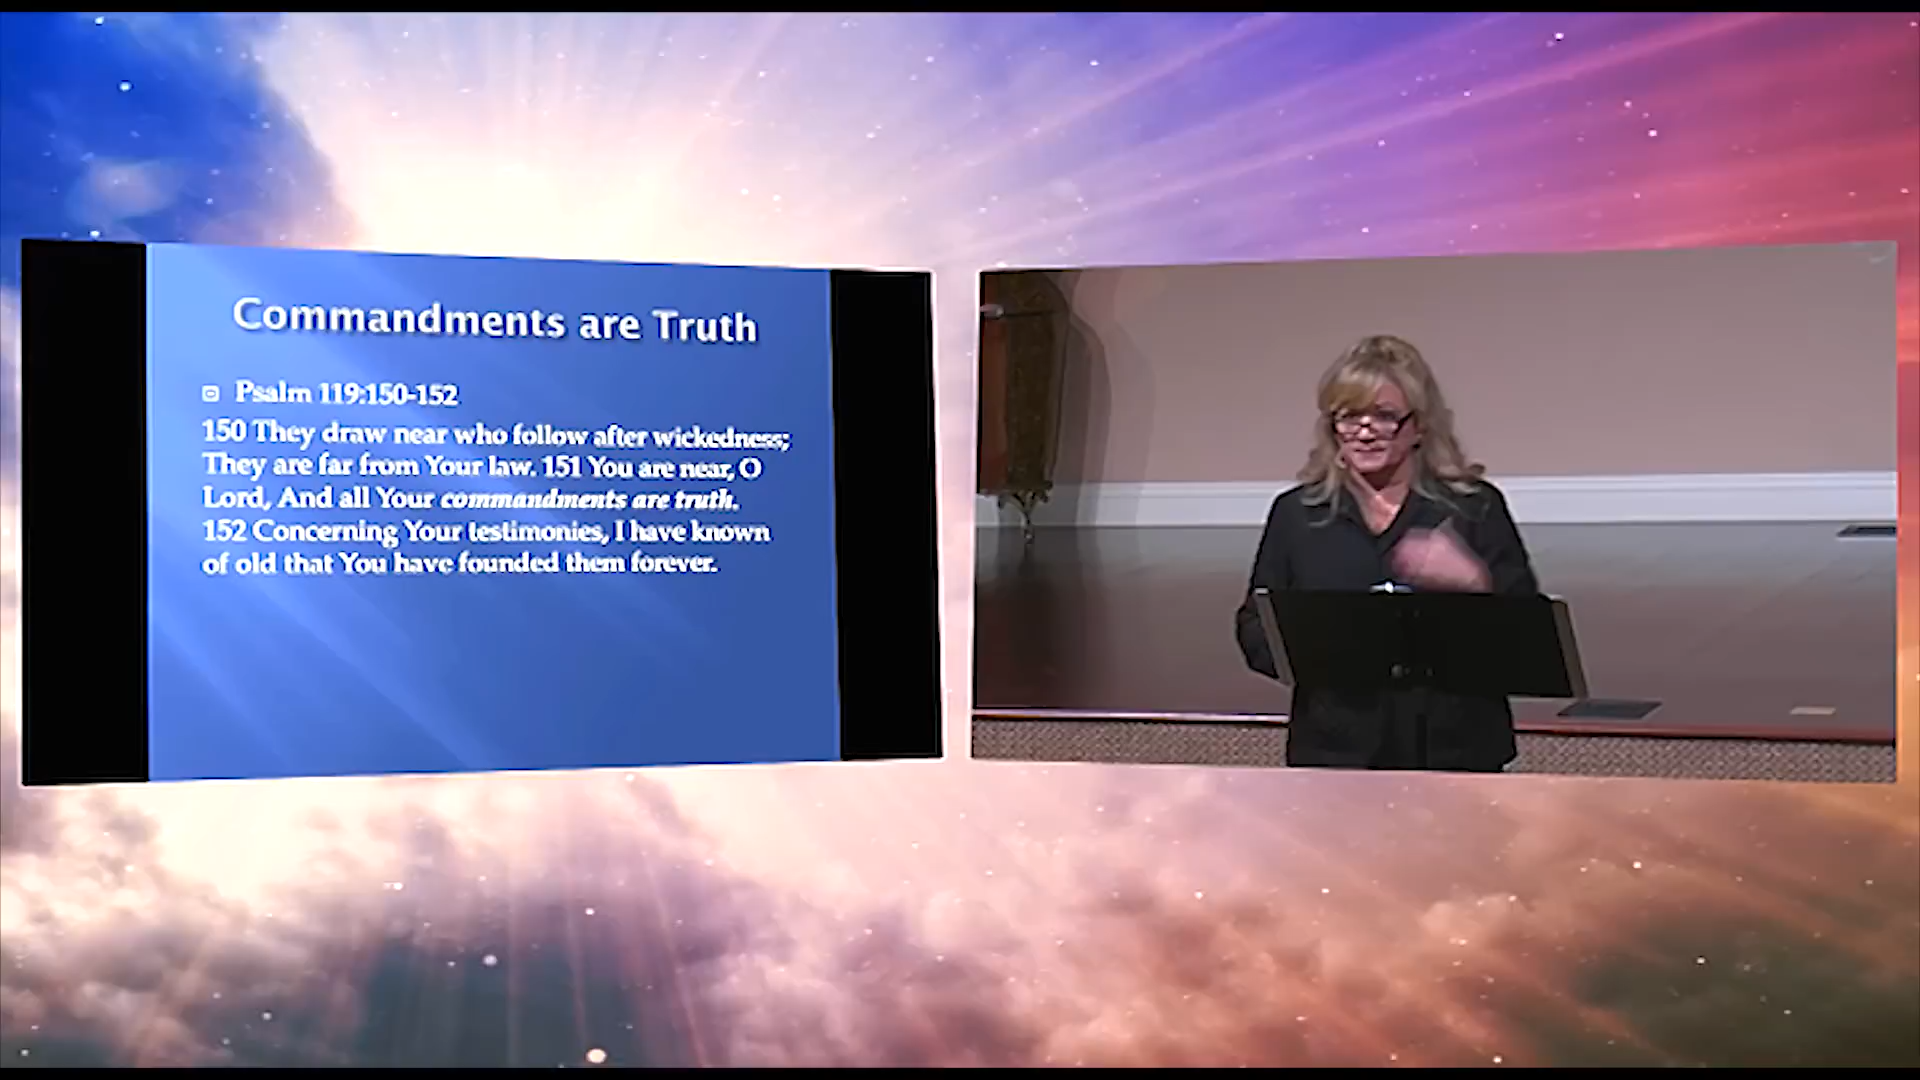 Commandments are Truth
Psalm 119:150-152
150 They draw near who follow after wickedness;
They are far from Your law. 151 You are near, O
Lord, And all Your commandments are truth.
152 Concerning Your testimonies, I have known
of old that You have founded them forever.